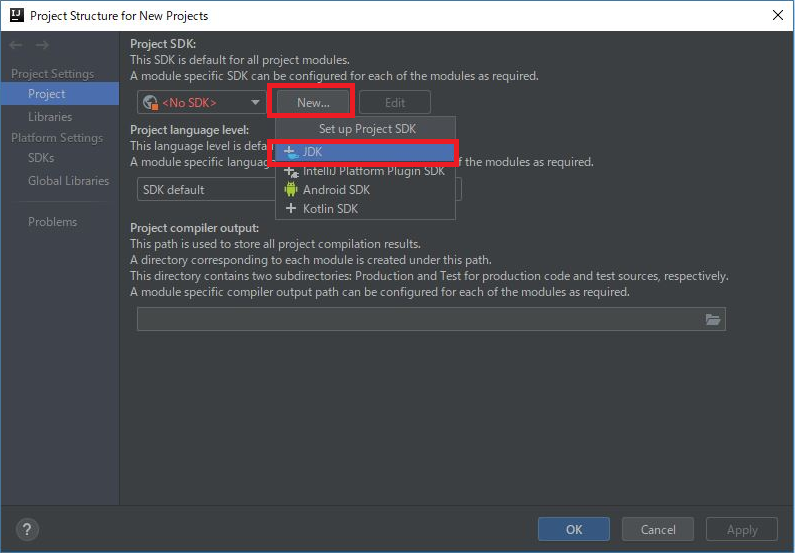 Project Structure for New Projects
Project Settings
Project
Libraries
Platform Settings
SDKs
Global Libraries
Problems
Project SDK:
This SDK is default for all project modules.
A module specific SDK can be configured for each of the modules as required.
<No SDK>
New...
Edit
Set up Project SDK
JDK
IntelliJ Platform Plugin SDK
Android SDK
Kotlin SDK
Project language level:
This language level is defau
A module specific languag of the modules as required.
SDK default
Project compiler output:
This path is used to store all project compilation results.
A directory corresponding to each module is created under this path.
This directory contains two subdirectories: Production and Test for production code and test sources, respectively.
A module specific compiler output path can be configured for each of the modules as required.
?
OK
Cancel
Apply